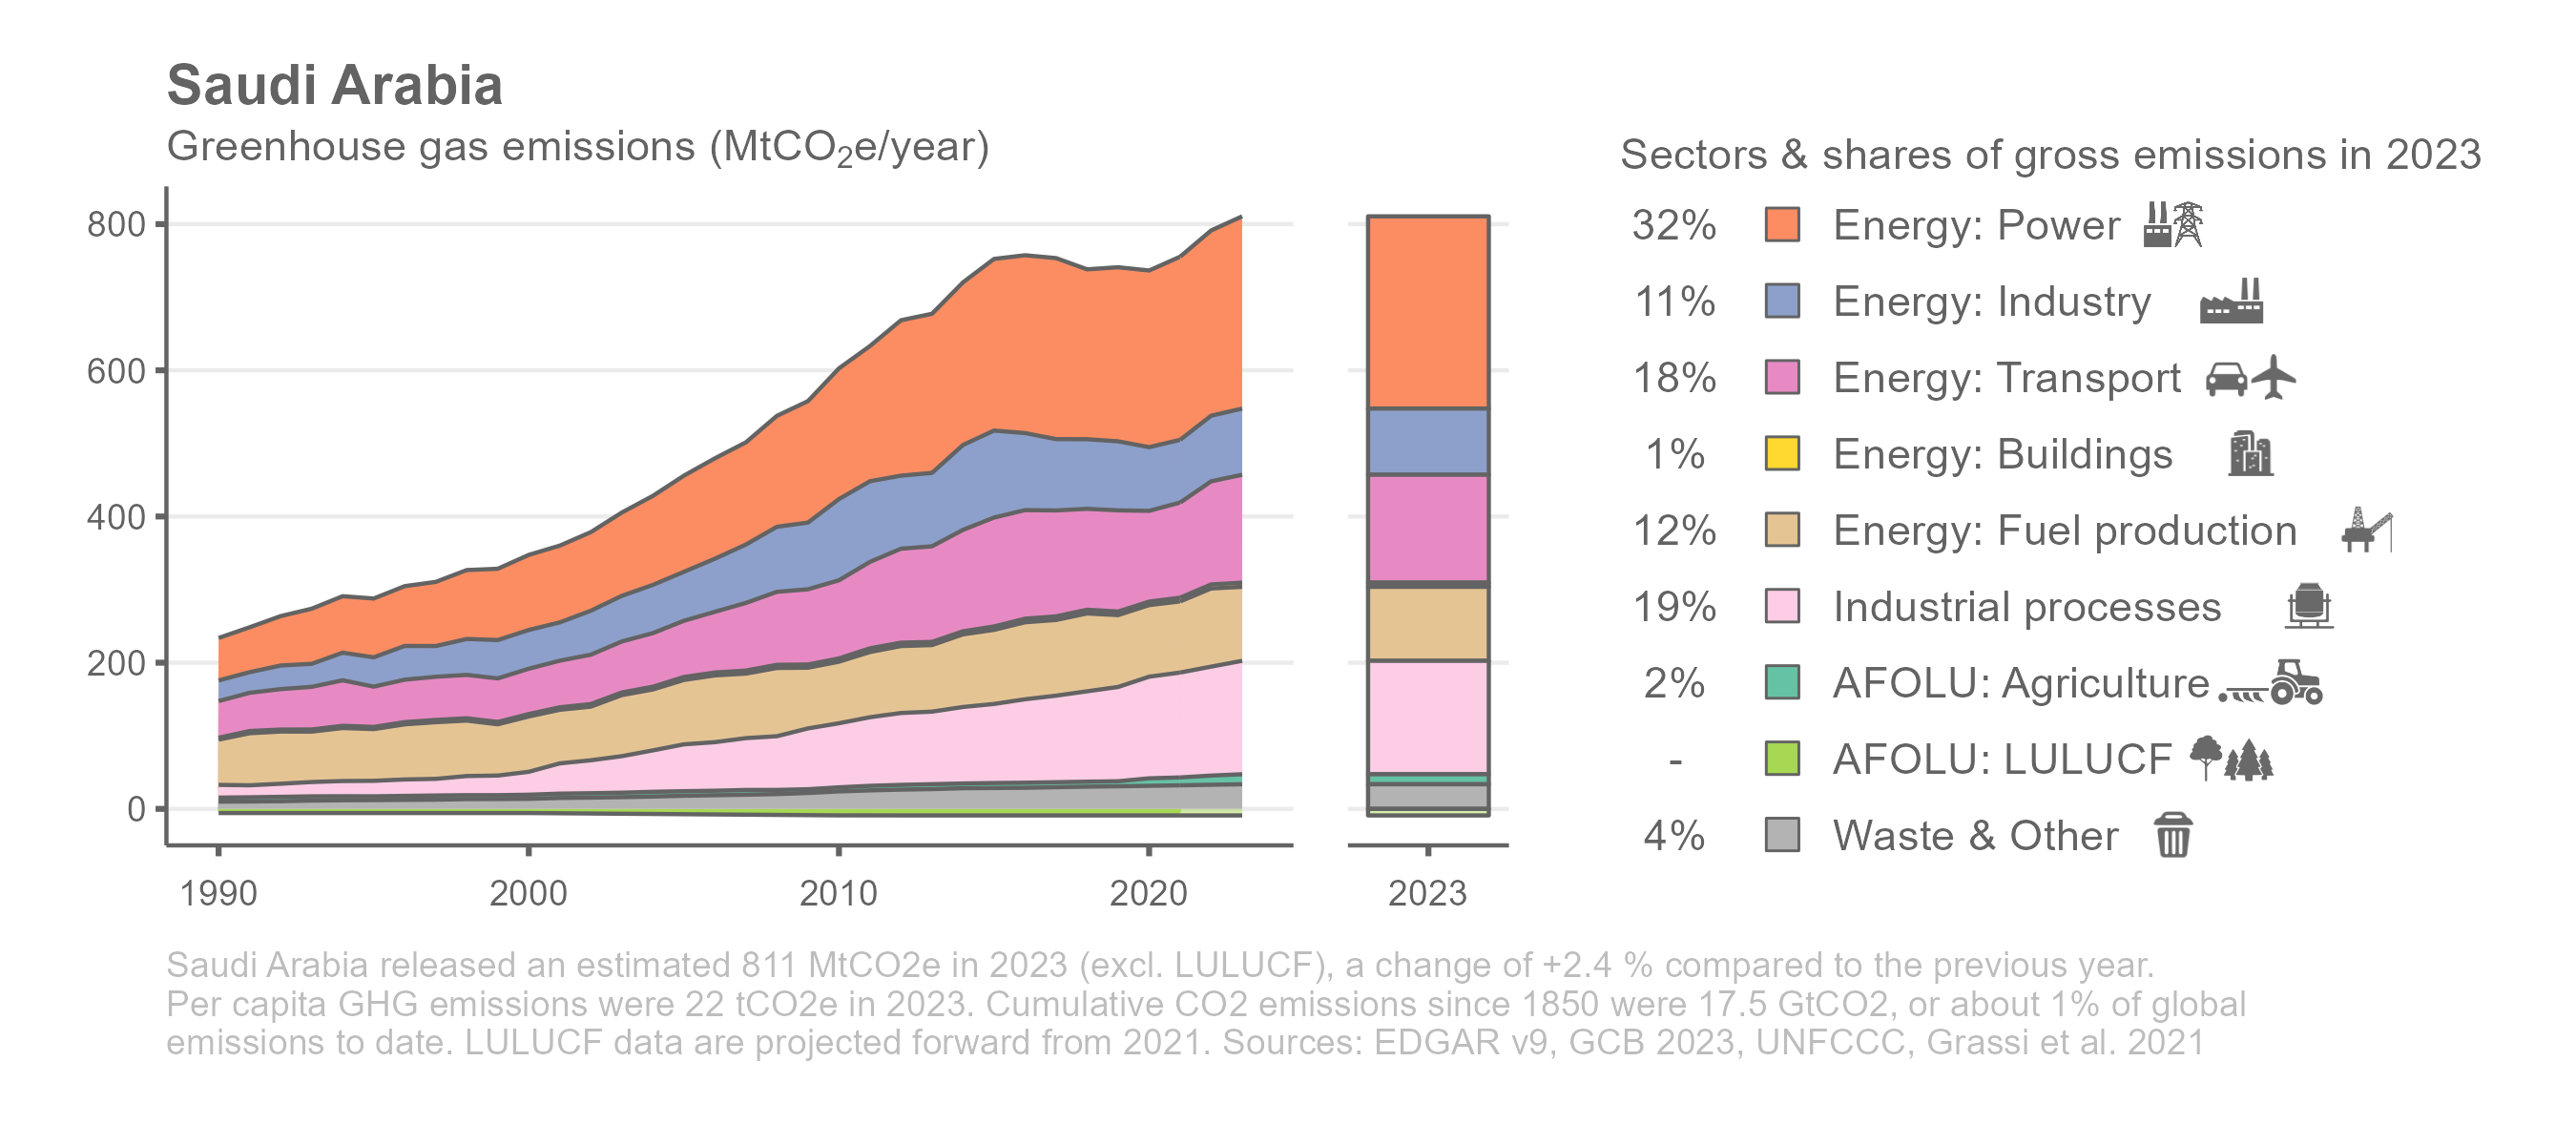 Saudi Arabia
Greenhouse gas emissions (MtCO₂e/year)
800
600
400
200
0
1990 2000 2010 2020 2023
Sectors & shares of gross emissions in 2023
32% Energy: Power
11% Energy: Industry
18% Energy: Transport
1% Energy: Buildings
12% Energy: Fuel production
19% Industrial processes
2% AFOLU: Agriculture
- AFOLU: LULUCF
4% Waste & Other
Saudi Arabia released an estimated 811 MtCO2e in 2023 (excl. LULUCF), a change of +2.4 % compared to the previous year.
Per capita GHG emissions were 22 tCO2e in 2023. Cumulative CO2 emissions since 1850 were 17.5 GtCO2, or about 1% of global
emissions to date. LULUCF data are projected forward from 2021. Sources: EDGAR v9, GCB 2023, UNFCCC, Grassi et al. 2021